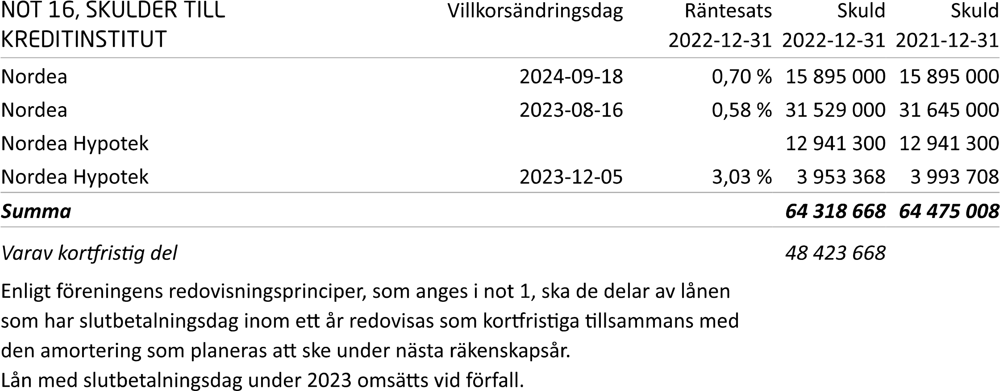 NOT 16, SKULDER TILL Villkorsändringsdag Räntesats Skuld Skuld
KREDITINSTITUT 2022-12-31 2022-12-31 2021-12-31
Nordea 2024-09-18 0,70 % 15 895 000 15 895 000
Nordea 2023-08-16 0,58 % 31 529 000 31 645 000
Nordea Hypotek 12 941 300 12 941 300
Nordea Hypotek 2023-12-05 3,03 % 3 953 368 3 993 708
Summa 64 318 668 64 475 008
Varav kortfristig del 48 423 668
Enligt föreningens redovisningsprinciper, som anges i not 1, ska de delar av lånen
som har slutbetalningsdag inom ett år redovisas som kortfristiga tillsammans med
den amortering som planeras att ske under nästa räkenskapsår.
Lån med slutbetalningsdag under 2023 omsätts vid förfall.